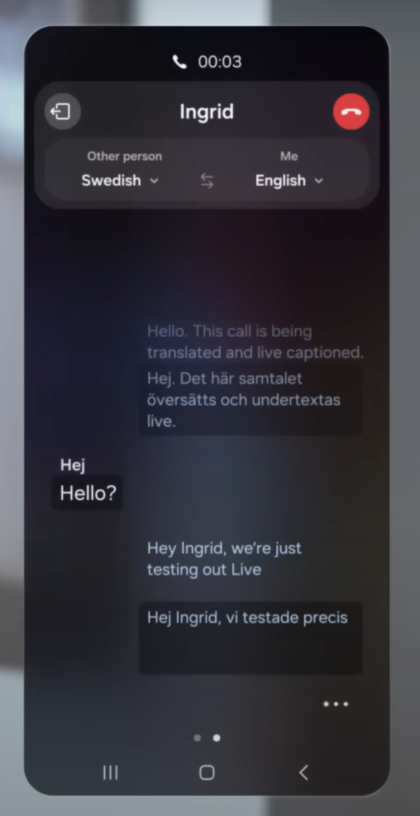 00:03
Ingrid
Other person
Me
Swedish
English
Hello. This call is being
translated and live captioned.
Hej. Det här samtalet
översätts och undertextas
live.
Hej
Hello?
Hey Ingrid, we're just
testing out Live
Hej Ingrid, vi testade precis